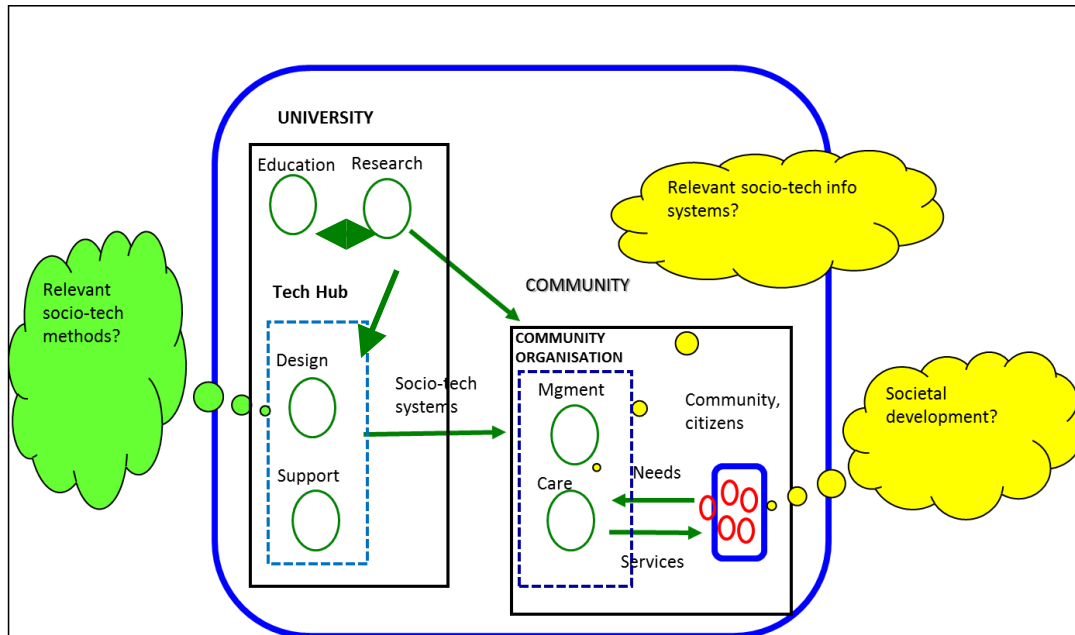 UNIVERSITY
Education
Research
Relevant socio-tech info
systems?
Relevant
socio-tech
methods?
Tech Hub
COMMUNITY
COMMUNITY
ORGANISATION
Design
Socio-tech
systems
Mgment
Community,
citizens
Societal
development?
Support
Care
Needs
Services